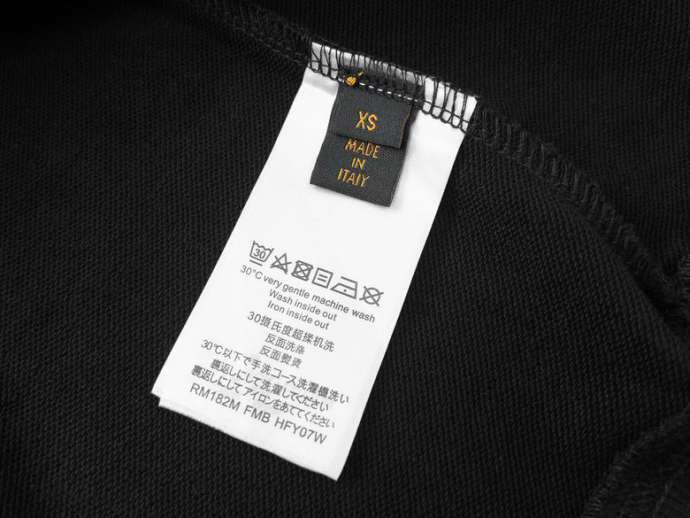 XS
MADE
IN
ITALY
30
30°C very gentle machine wash
Wash inside out
Iron inside out
30摄氏度超揉机洗
反面洗涤
反面熨烫
30℃以下で手洗コース洗濯機洗い
裏返しにして洗濯してください
裏返しにしてアイロンをあててください
RM182M FMB HFY07W